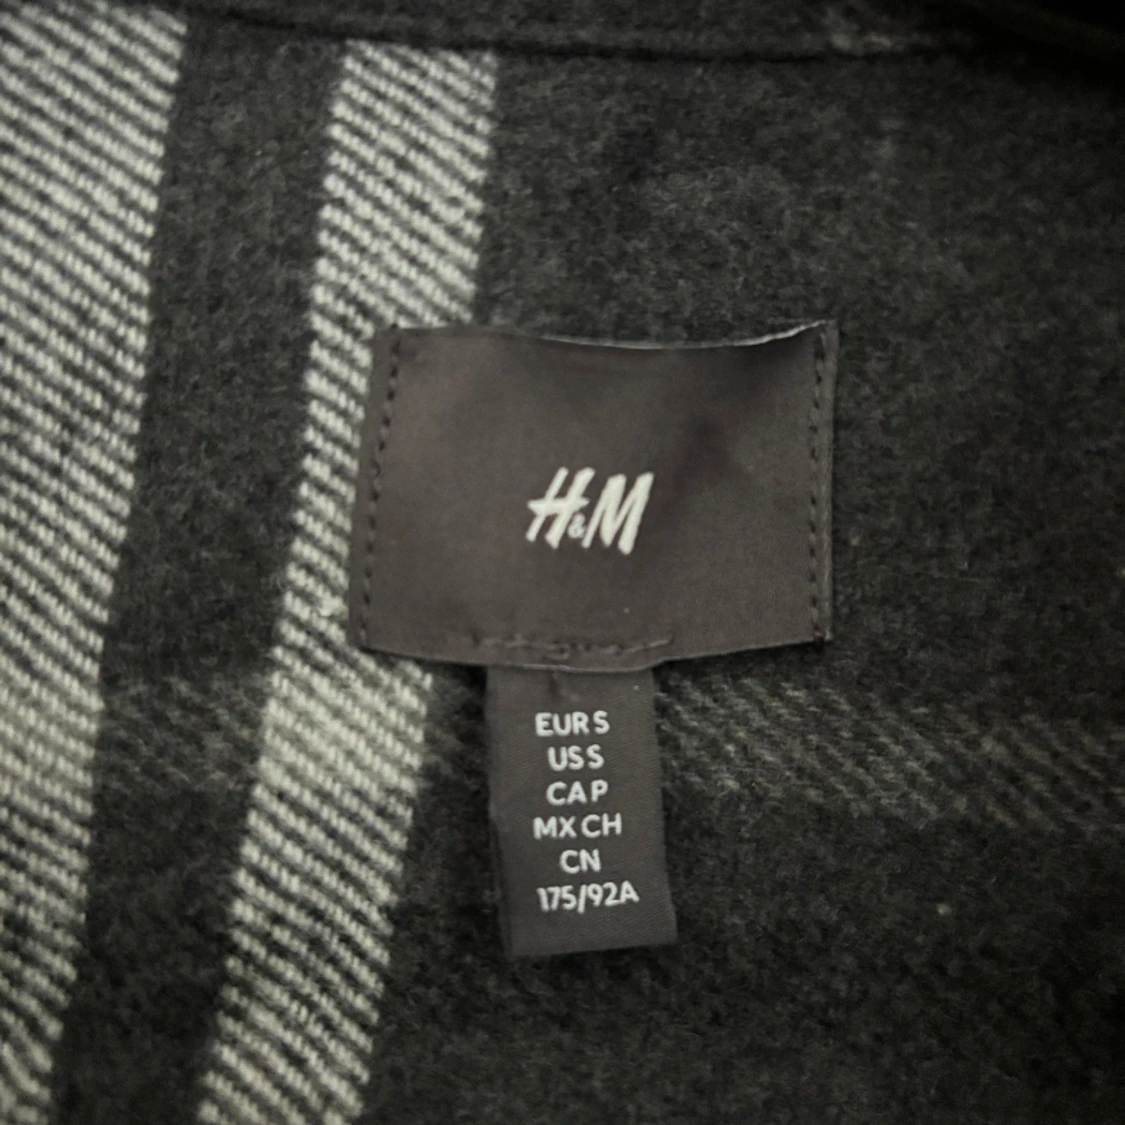 H&M
EUR S
US S
CA P
MX CH
CN
175/92A